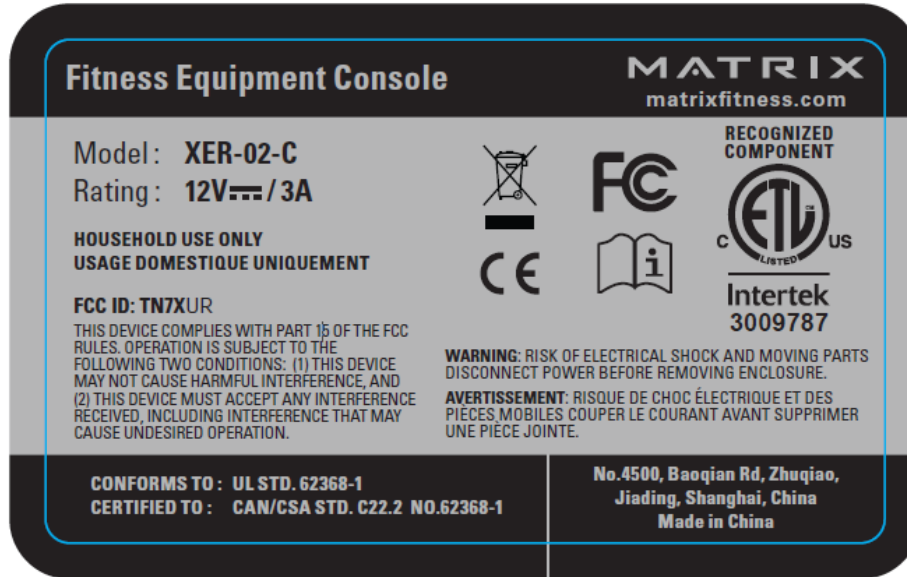 Fitness Equipment Console
MATRIX
matrixfitness.com
Model : XER-02-C
Rating : 12V⎓/ 3A
HOUSEHOLD USE ONLY
USAGE DOMESTIQUE UNIQUEMENT
FCC ID: TN7XUR
THIS DEVICE COMPLIES WITH PART 15 OF THE FCC
RULES. OPERATION IS SUBJECT TO THE
FOLLOWING TWO CONDITIONS: (1) THIS DEVICE
MAY NOT CAUSE HARMFUL INTERFERENCE, AND
(2) THIS DEVICE MUST ACCEPT ANY INTERFERENCE
RECEIVED, INCLUDING INTERFERENCE THAT MAY
CAUSE UNDESIRED OPERATION.
FC
CE
i
RECOGNIZED
COMPONENT
ETL
C US
LISTED
Intertek
3009787
WARNING: RISK OF ELECTRICAL SHOCK AND MOVING PARTS
DISCONNECT POWER BEFORE REMOVING ENCLOSURE.
AVERTISSEMENT: RISQUE DE CHOC ÉLECTRIQUE ET DES
PIÈCES MOBILES COUPER LE COURANT AVANT SUPPRIMER
UNE PIÈCE JOINTE.
CONFORMS TO : UL STD. 62368-1
CERTIFIED TO : CAN/CSA STD. C22.2 NO.62368-1
No.4500, Baoqian Rd, Zhuqiao,
Jiading, Shanghai, China
Made in China